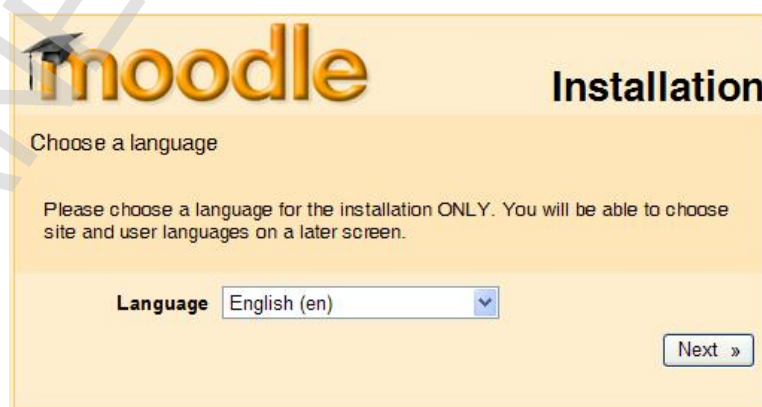 moodle
Installation
Choose a language
Please choose a language for the installation ONLY. You will be able to choose
site and user languages on a later screen.
Language English (en)
Next »